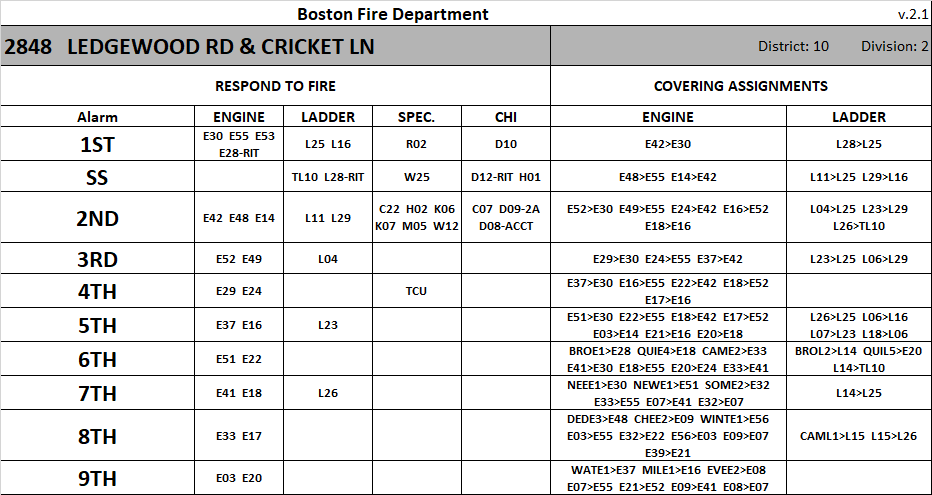 Boston Fire Department v.2.1
2848 LEDGEWOOD RD & CRICKET LN District: 10 Division: 2
RESPOND TO FIRE COVERING ASSIGNMENTS
Alarm ENGINE LADDER SPEC. CHI ENGINE LADDER
1ST E30 E55 E53 E28-RIT L25 L16 R02 D10 E42>E30 L28>L25
SS TL10 L28-RIT W25 D12-RIT H01 E48>E55 E14>E42 L11>L25 L29>L16
2ND E42 E48 E14 L11 L29 C22 H02 K06 K07 M05 W12 C07 D09-2A D08-ACCT E52>E30 E49>E55 E24>E42 E16>E52 E18>E16 L04>L25 L23>L29 L26>TL10
3RD E52 E49 L04 E29>E30 E24>E55 E37>E42 L23>L25 L06>L29
4TH E29 E24 TCU E37>E30 E16>E55 E22>E42 E18>E52 E17>E16
5TH E37 E16 L23 E51>E30 E22>E55 E18>E42 E17>E52 E03>E14 E21>E16 E20>E18 L26>L25 L06>L16 L07>L23 L18>L06
6TH E51 E22 BROE1>E28 QUIE4>E18 CAME2>E33 E41>E30 E18>E55 E20>E24 E33>E41 BROL2>L14 QUIL5>E20 L14>TL10
7TH E41 E18 L26 NEEE1>E30 NEWE1>E51 SOME2>E32 E33>E55 E07>E41 E32>E07 L14>L25
8TH E33 E17 DEDE3>E48 CHEE2>E09 WINTE1>E56 E03>E55 E32>E22 E56>E03 E09>E07 E39>E21 CAML1>L15 L15>L26
9TH E03 E20 WATE1>E37 MILE1>E16 EVEE2>E08 E07>E55 E21>E52 E09>E41 E08>E07